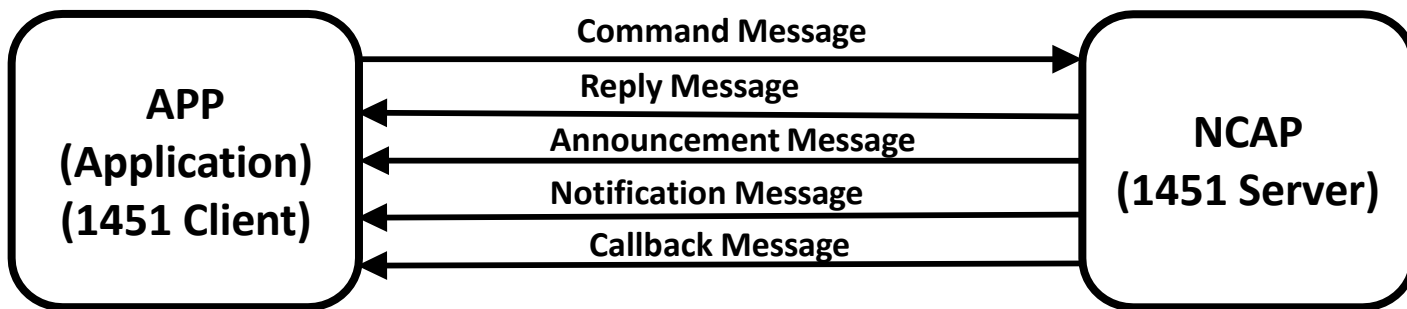 APP
(Application)
(1451 Client)
Command Message
Reply Message
Announcement Message
Notification Message
Callback Message
NCAP
(1451 Server)